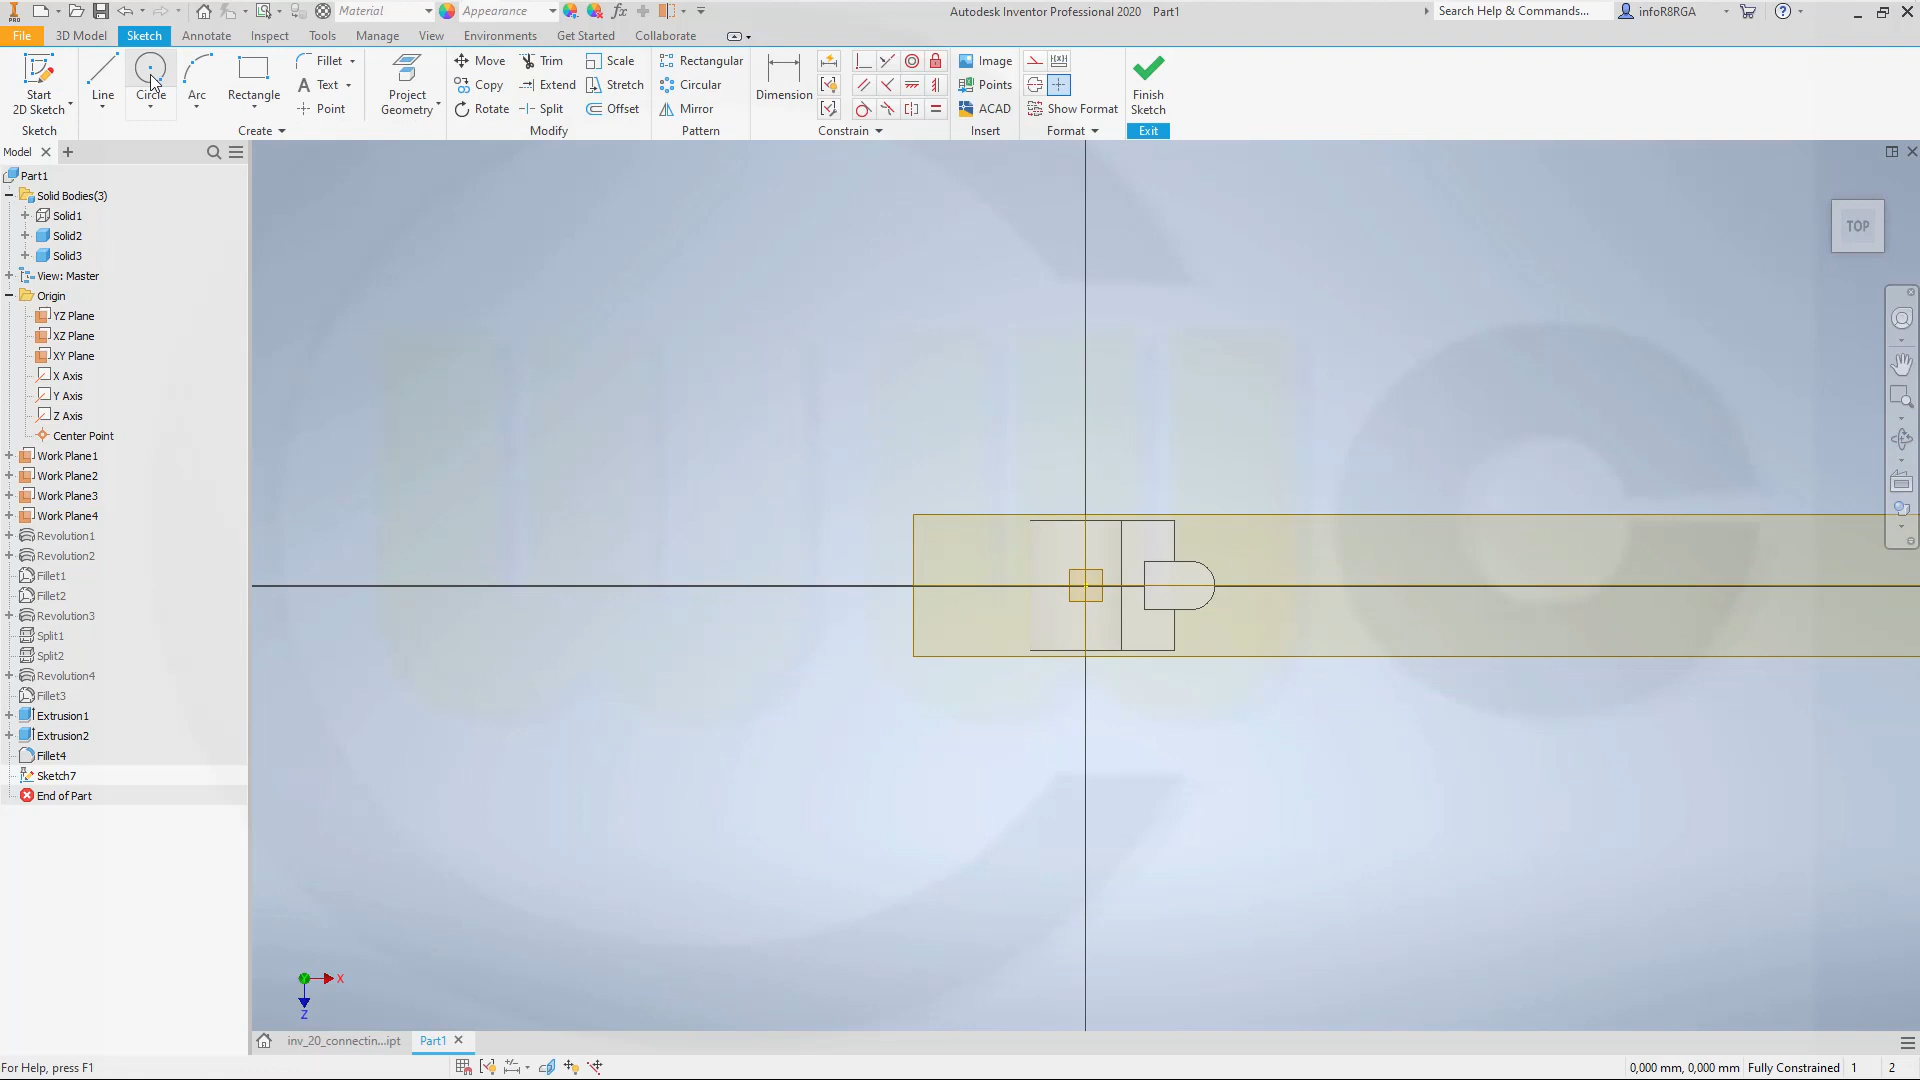 Material
Appearance
Autodesk Inventor Professional 2020 Part1
Search Help & Commands...
infoR8RGA
PRO
File 3D Model Sketch Annotate Inspect Tools Manage View Environments Get Started Collaborate
Start
2D Sketch
Line
Circle
Arc
Rectangle
Fillet
Text
Point
Project
Geometry
Move Trim Scale
Copy Extend Stretch
Rotate Split Offset
Rectangular
Circular
Mirror
Dimension
Image
Points
ACAD
Show Format
Finish
Sketch
Sketch Create Modify Pattern Constrain Insert Format Exit
Model
Part1
Solid Bodies(3)
Solid1
Solid2
Solid3
View: Master
Origin
YZ Plane
XZ Plane
XY Plane
X Axis
Y Axis
Z Axis
Center Point
Work Plane1
Work Plane2
Work Plane3
Work Plane4
Revolution1
Revolution2
Fillet1
Fillet2
Revolution3
Split1
Split2
Revolution4
Fillet3
Extrusion1
Extrusion2
Fillet4
Sketch7
End of Part
TOP
X
Y
Z
inv_20_connectin...ipt Part1
For Help, press F1
0,000 mm, 0,000 mm Fully Constrained 1 2